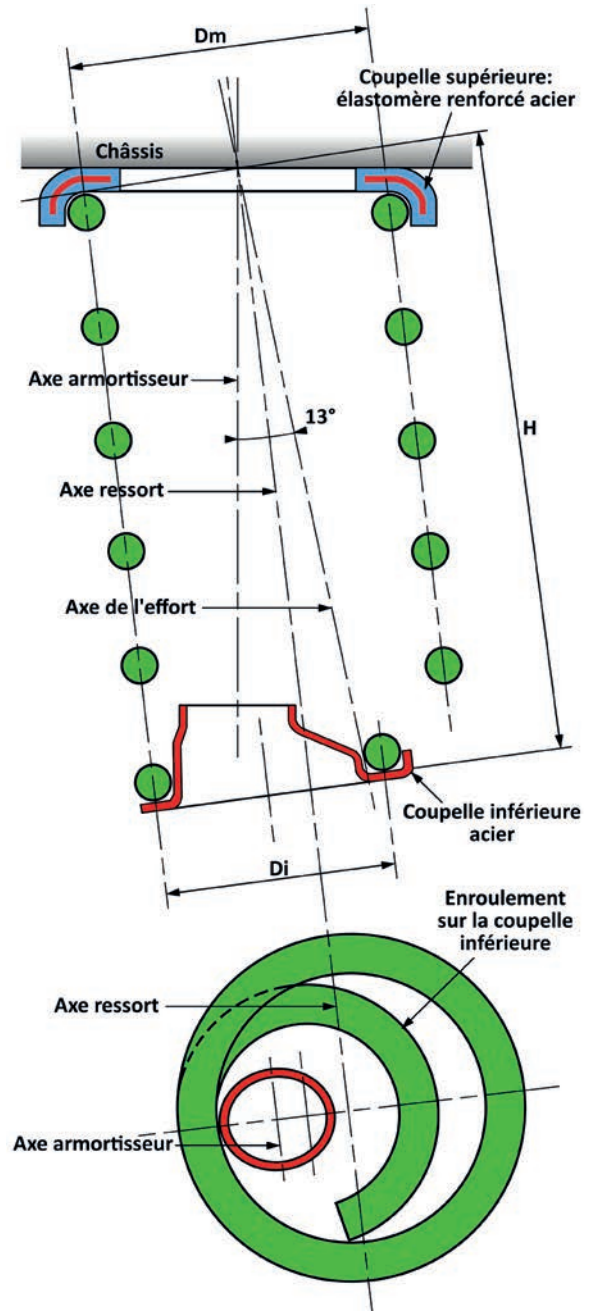 Dm
Coupelle supérieure:
élastomère renforcé acier
Châssis
Axe armortisseur
13°
H
Axe ressort
Axe de l'effort
Coupelle inférieure
acier
Di
Enroulement
sur la coupelle
inférieure
Axe ressort
Axe armortisseur